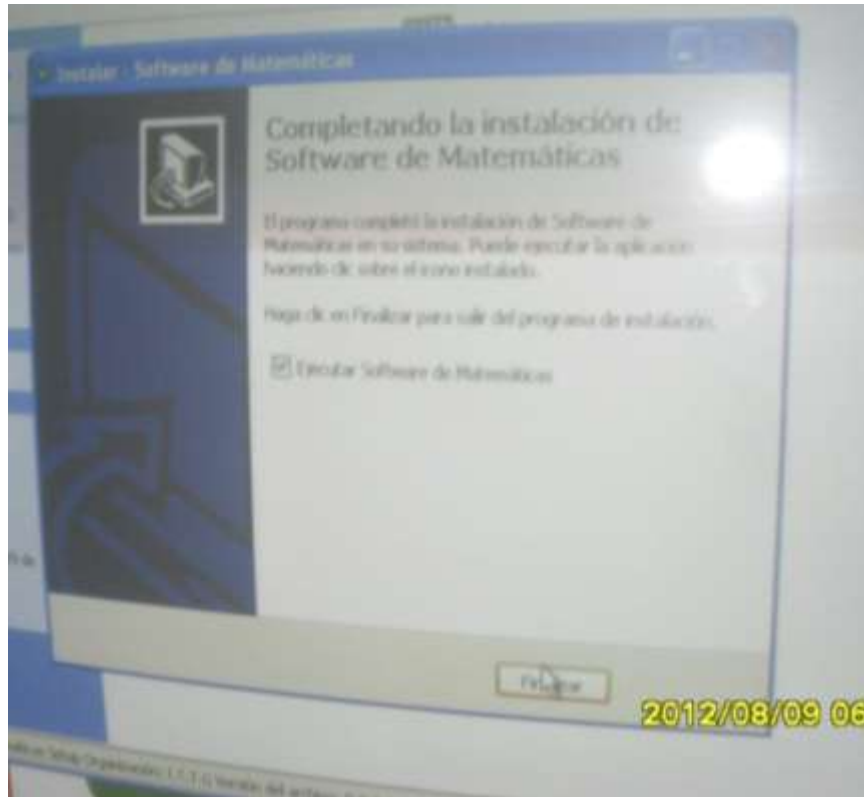 Instalar - Software de Matemáticas
Completando la instalación de
Software de Matemáticas
El programa completó la instalación de Software de
Matemáticas en su sistema. Puede ejecutar la aplicación
haciendo clic sobre el icono instalado.
Haga clic en Finalizar para salir del programa de instalación.
Ejecutar Software de Matemáticas
Finalizar
2012/08/09 06